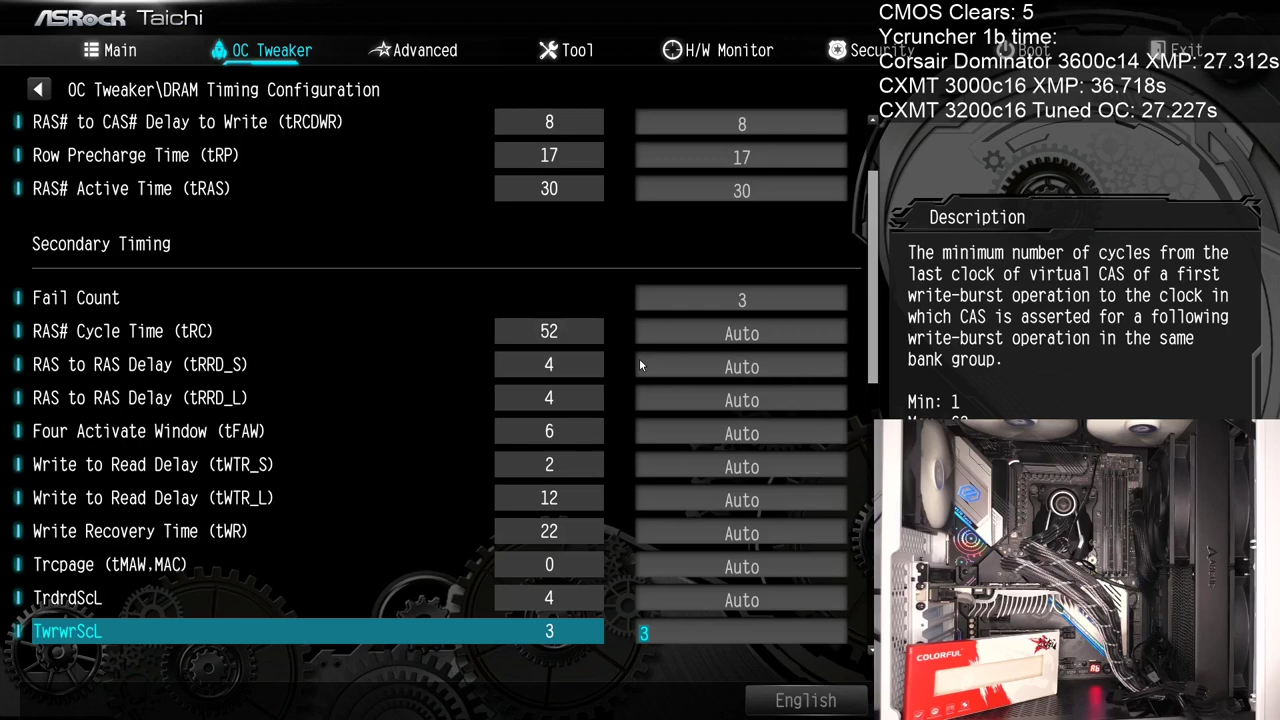 ASRock Taichi
Main OC Tweaker Advanced Tool H/W Monitor Security Boot Exit
CMOS Clears: 5
Ycruncher 1b time:
Corsair Dominator 3600c14 XMP: 27.312s
CXMT 3000c16 XMP: 36.718s
CXMT 3200c16 Tuned OC: 27.227s
OC Tweaker\DRAM Timing Configuration
RAS# to CAS# Delay to Write (tRCDWR) 8 8
Row Precharge Time (tRP) 17 17
RAS# Active Time (tRAS) 30 30
Secondary Timing
Fail Count 3
RAS# Cycle Time (tRC) 52 Auto
RAS to RAS Delay (tRRD_S) 4 Auto
RAS to RAS Delay (tRRD_L) 4 Auto
Four Activate Window (tFAW) 6 Auto
Write to Read Delay (tWTR_S) 2 Auto
Write to Read Delay (tWTR_L) 12 Auto
Write Recovery Time (tWR) 22 Auto
Trcpage (tMAW,MAC) 0 Auto
TrdrdScL 4 Auto
TwrwrScL 3 3
English
Description
The minimum number of cycles from the
last clock of virtual CAS of a first
write-burst operation to the clock in
which CAS is asserted for a following
write-burst operation in the same
bank group.
Min: 1
COLORFUL